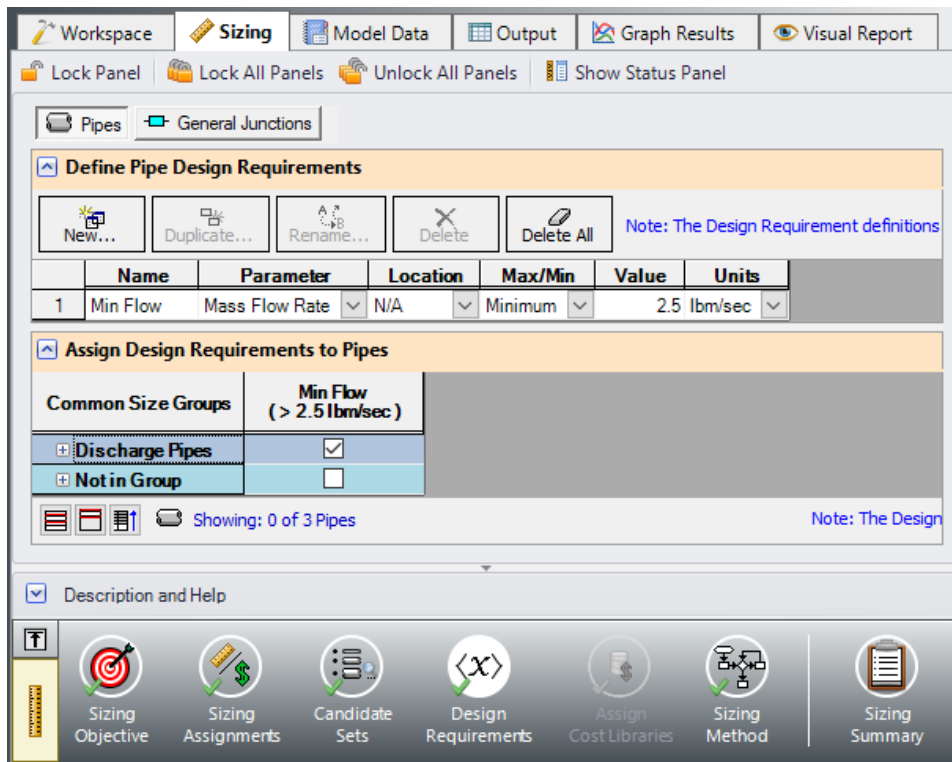 Workspace Sizing Model Data Output Graph Results Visual Report
Lock Panel Lock All Panels Unlock All Panels Show Status Panel
Pipes General Junctions
Define Pipe Design Requirements
New... Duplicate... Rename... Delete Delete All Note: The Design Requirement definitions
Name Parameter Location Max/Min Value Units
1 Min Flow Mass Flow Rate N/A Minimum 2.5 lbm/sec
Assign Design Requirements to Pipes
Common Size Groups Min Flow
( > 2.5 lbm/sec )
Discharge Pipes
Not in Group
Showing: 0 of 3 Pipes Note: The Design
Description and Help
Sizing Sizing Candidate Design Assign Sizing Sizing
Objective Assignments Sets Requirements Cost Libraries Method Summary